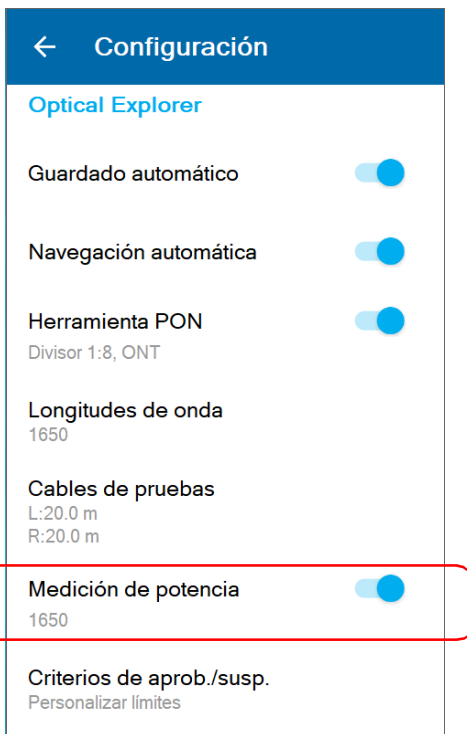 Configuración
Optical Explorer
Guardado automático
Navegación automática
Herramienta PON
Divisor 1:8, ONT
Longitudes de onda
1650
Cables de pruebas
L:20.0 m
R:20.0 m
Medición de potencia
1650
Criterios de aprob./susp.
Personalizar límites